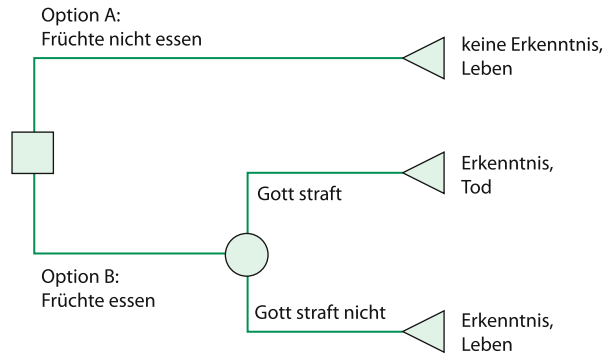 Option A:
Früchte nicht essen
keine Erkenntnis,
Leben
Erkenntnis,
Tod
Gott straft
Option B:
Früchte essen
Gott straft nicht
Erkenntnis,
Leben